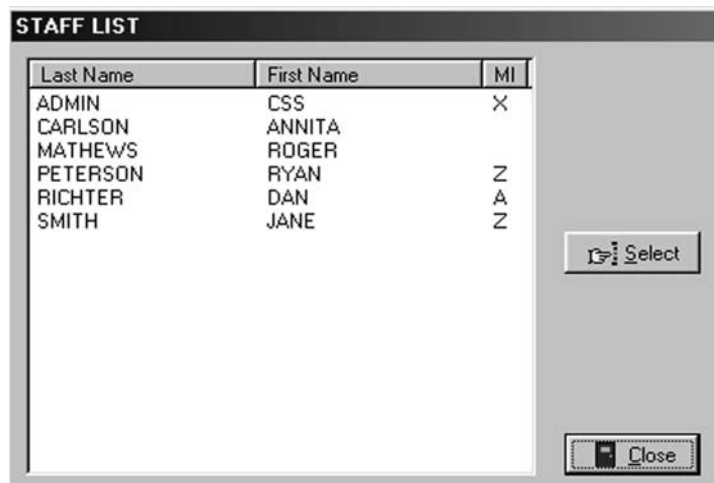 STAFF LIST
Last Name First Name MI
ADMIN CSS X
CARLSON ANNITA
MATHEWS ROGER
PETERSON RYAN Z
RICHTER DAN A
SMITH JANE Z
Select
Close